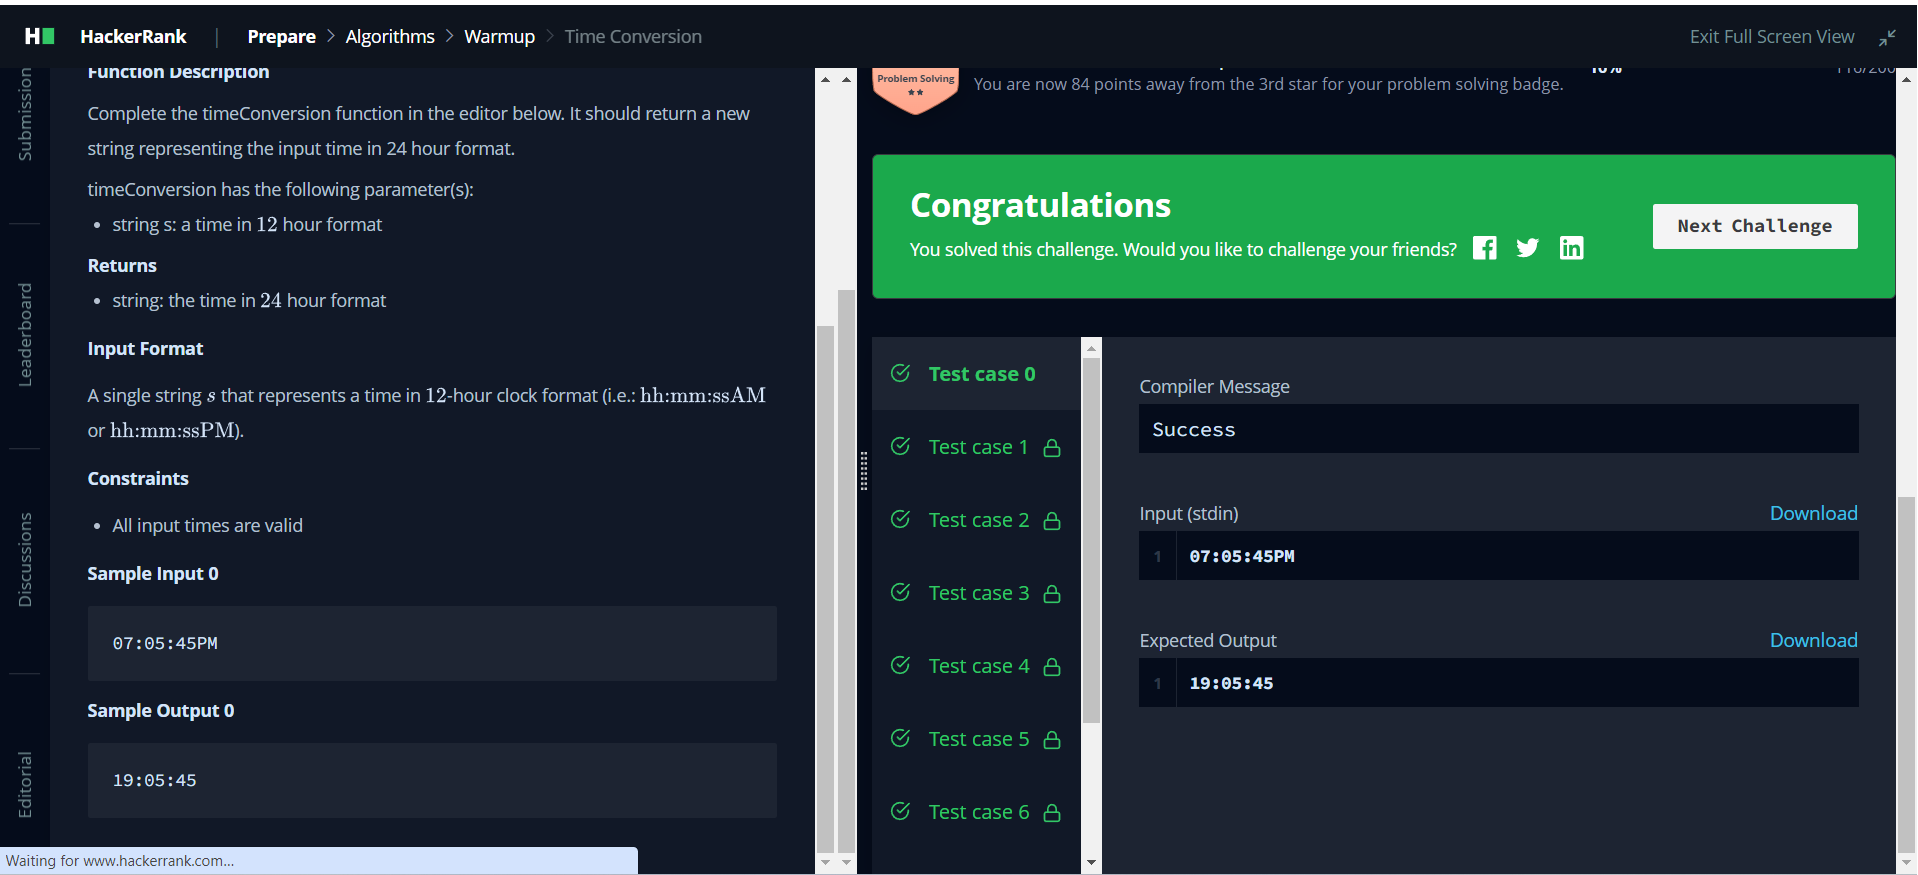 HackerRank | Prepare > Algorithms > Warmup > Time Conversion
Exit Full Screen View
Submission
Leaderboard
Discussions
Editorial
Function Description
Complete the timeConversion function in the editor below. It should return a new
string representing the input time in 24 hour format.
timeConversion has the following parameter(s):
• string s: a time in 12 hour format
Returns
• string: the time in 24 hour format
Input Format
A single string s that represents a time in 12-hour clock format (i.e.: hh:mm:ssAM
or hh:mm:ssPM).
Constraints
• All input times are valid
Sample Input 0
07:05:45PM
Sample Output 0
19:05:45
Waiting for www.hackerrank.com...
Problem Solving
You are now 84 points away from the 3rd star for your problem solving badge.
Congratulations
You solved this challenge. Would you like to challenge your friends?
Next Challenge
Test case 0
Test case 1
Test case 2
Test case 3
Test case 4
Test case 5
Test case 6
Compiler Message
Success
Input (stdin)
Download
1 07:05:45PM
Expected Output
Download
1 19:05:45